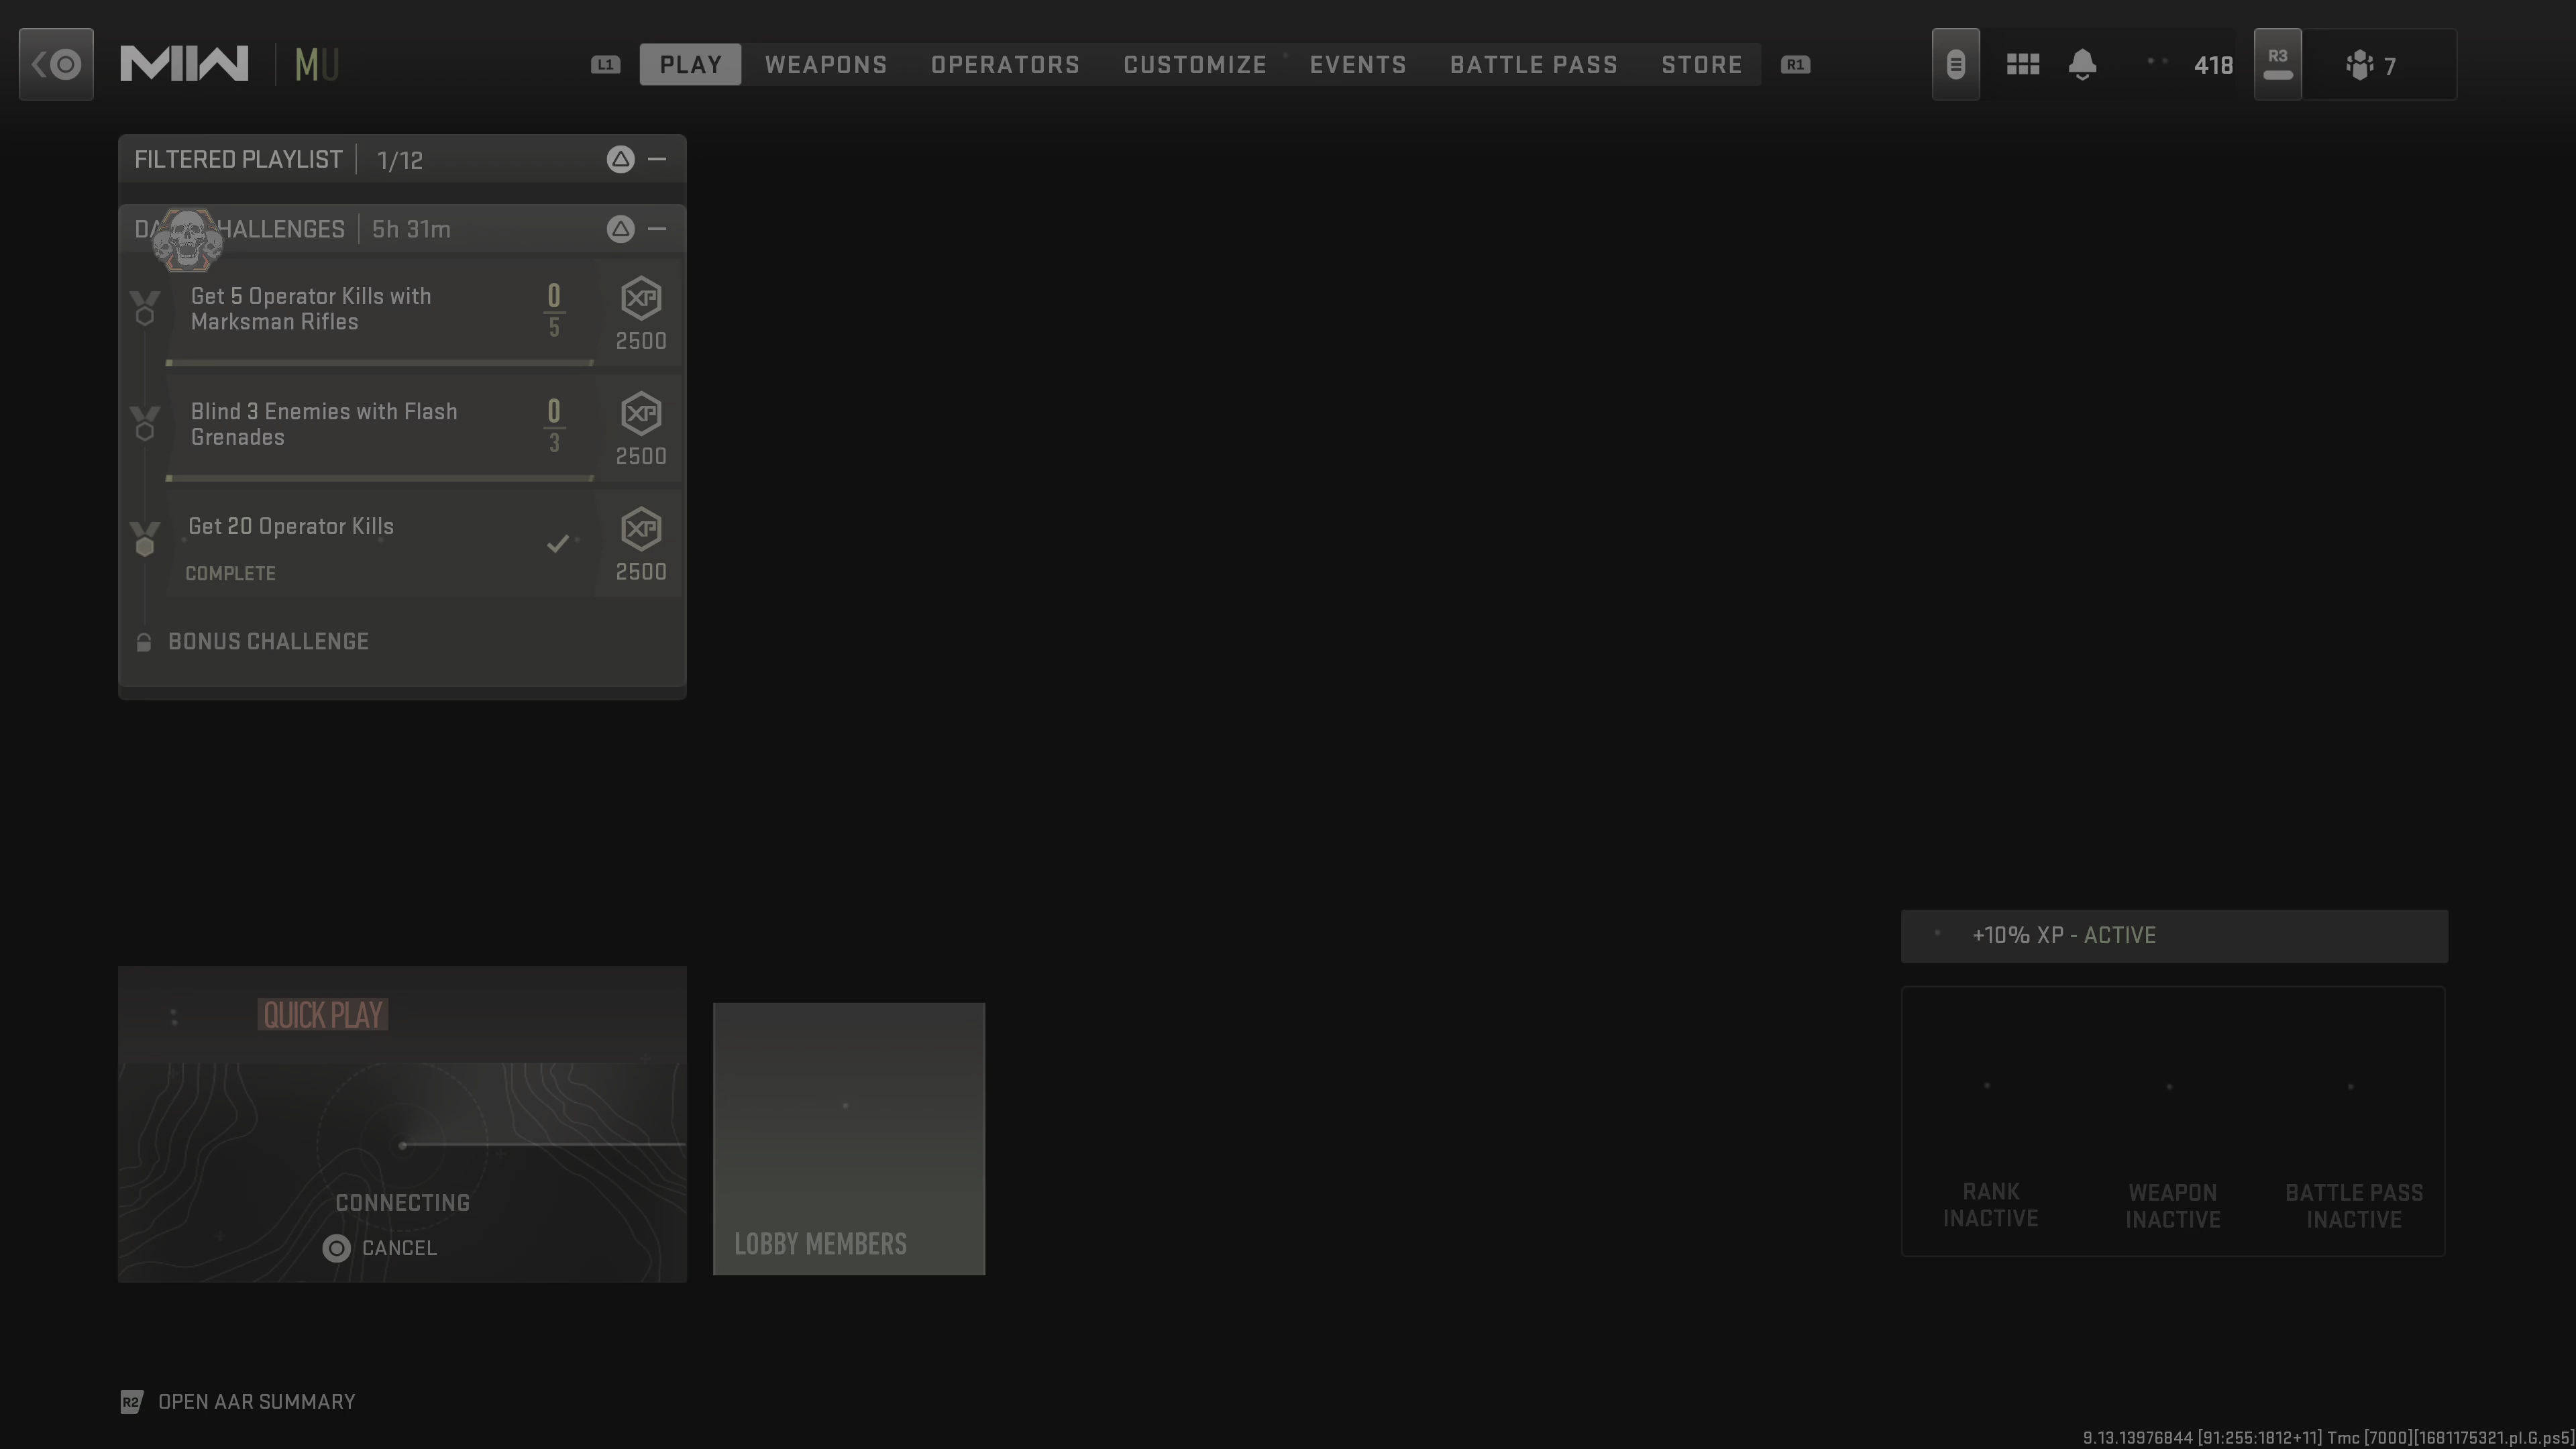 MW
MU
L1
PLAY
WEAPONS
OPERATORS
CUSTOMIZE
EVENTS
BATTLE PASS
STORE
R1
418
R3
7
FILTERED PLAYLIST
1/12
HALLENGES
5h 31m
Get 5 Operator Kills with
Marksman Rifles
0
5
XP
2500
Blind 3 Enemies with Flash
Grenades
0
3
XP
2500
Get 20 Operator Kills
COMPLETE
XP
2500
BONUS CHALLENGE
+10% XP - ACTIVE
QUICK PLAY
CONNECTING
CANCEL
LOBBY MEMBERS
RANK
INACTIVE
WEAPON
INACTIVE
BATTLE PASS
INACTIVE
R2 OPEN AAR SUMMARY
9.13.13976844 [91:255:1812+11] Tmc [7000][1681175321.pl.G.ps5]